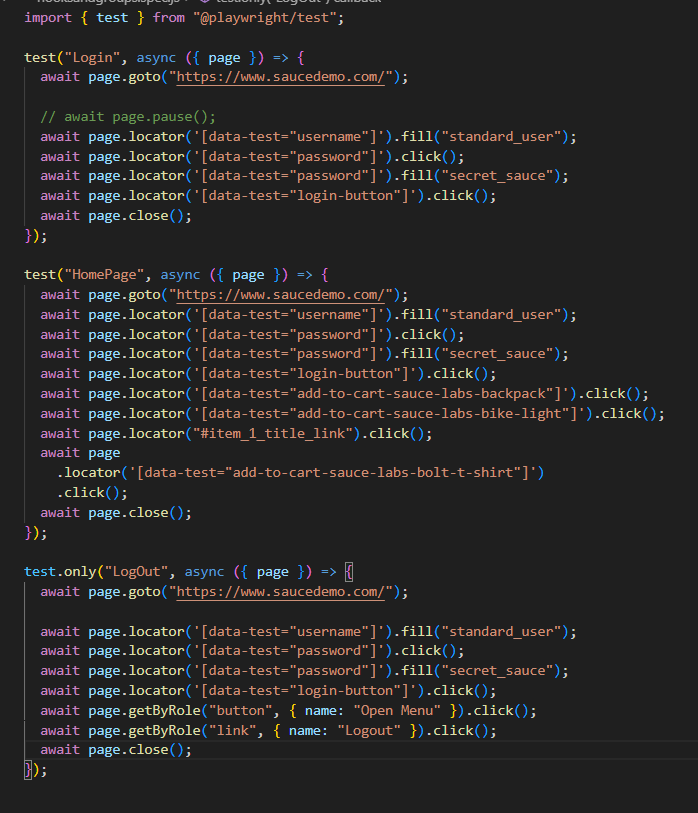 import { test } from "@playwright/test";
test("Login", async ({ page }) => {
await page.goto("https://www.saucedemo.com/");
// await page.pause();
await page.locator('[data-test="username"]').fill("standard_user");
await page.locator('[data-test="password"]').click();
await page.locator('[data-test="password"]').fill("secret_sauce");
await page.locator('[data-test="login-button"]').click();
await page.close();
});
test("HomePage", async ({ page }) => {
await page.goto("https://www.saucedemo.com/");
await page.locator('[data-test="username"]').fill("standard_user");
await page.locator('[data-test="password"]').click();
await page.locator('[data-test="password"]').fill("secret_sauce");
await page.locator('[data-test="login-button"]').click();
await page.locator('[data-test="add-to-cart-sauce-labs-backpack"]').click();
await page.locator('[data-test="add-to-cart-sauce-labs-bike-light"]').click();
await page.locator("#item_1_title_link").click();
await page
.locator('[data-test="add-to-cart-sauce-labs-bolt-t-shirt"]')
.click();
await page.close();
});
test.only("LogOut", async ({ page }) => {
await page.goto("https://www.saucedemo.com/");
await page.locator('[data-test="username"]').fill("standard_user");
await page.locator('[data-test="password"]').click();
await page.locator('[data-test="password"]').fill("secret_sauce");
await page.locator('[data-test="login-button"]').click();
await page.getByRole("button", { name: "Open Menu" }).click();
await page.getByRole("link", { name: "Logout" }).click();
await page.close();
});